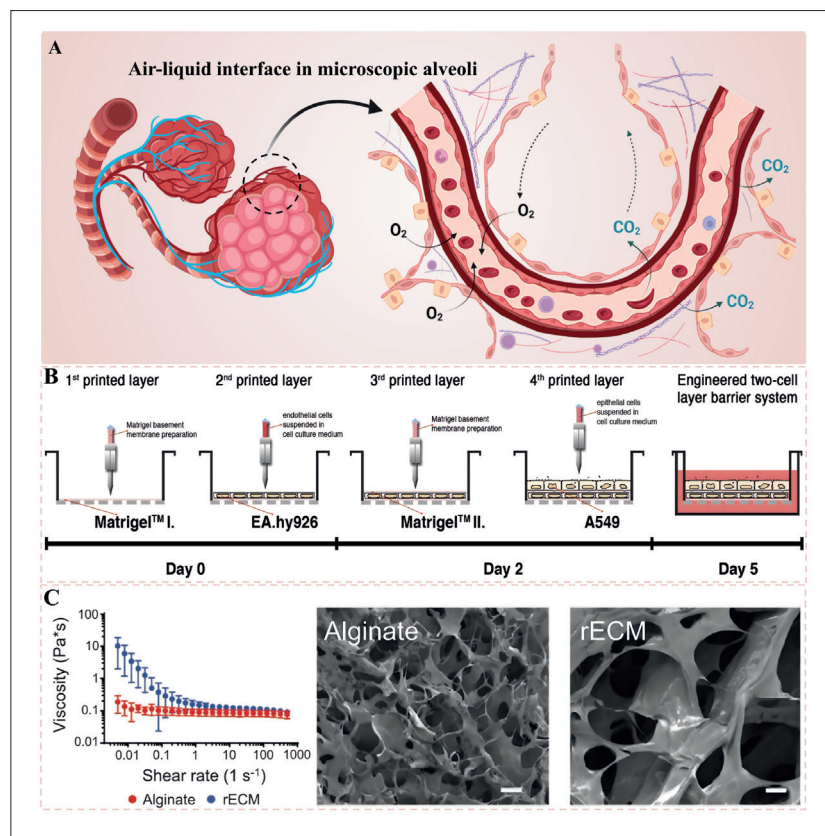 A
Air-liquid interface in microscopic alveoli
O₂
O₂
O₂
CO₂
CO₂
CO₂
B
1st printed layer
2nd printed layer
3rd printed layer
4th printed layer
Engineered two-cell
layer barrier system
Matrigel basement
membrane preparation
endothelial cells
suspended in
cell culture medium
Matrigel basement
membrane preparation
epithelial cells
suspended in
cell culture medium
Matrigel™ I.
EA.hy926
Matrigel™ II.
A549
Day 0
Day 2
Day 5
C
Viscosity (Pa*s)
100
10
1
0.1
0.01
0.01
0.1
1
10
100
1000
Shear rate (1 s⁻¹)
Alginate
rECM
Alginate
rECM